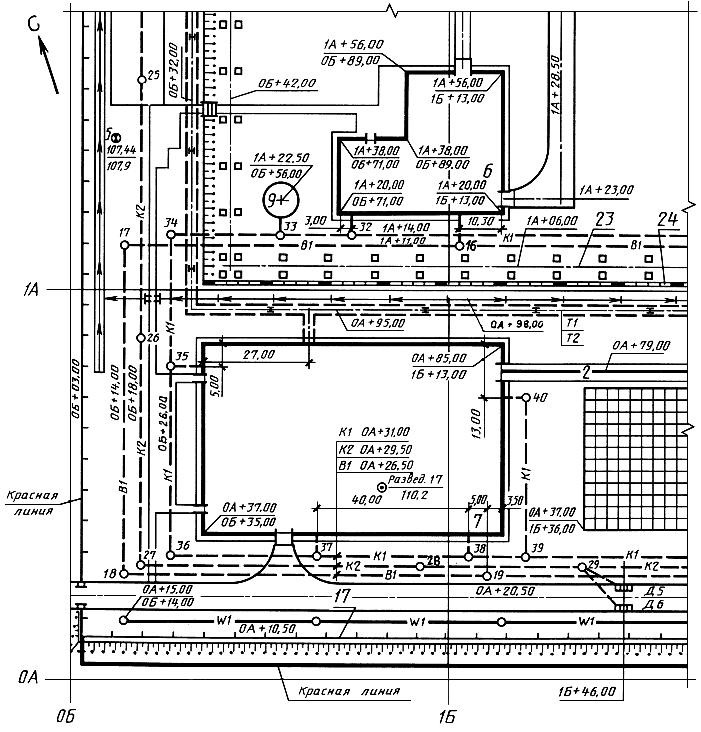 С
1А+56,00
0Б+89,00
0Б+32,00
0Б+42,00
1А+56,00
1Б+13,00
1А+28,50
25
5
107,44
107,9
1А+38,00
0Б+71,00
1А+38,00
0Б+89,00
6
1А+22,50
0Б+56,00
9
1А+20,00
0Б+71,00
1А+20,00
1Б+13,00
1А+23,00
К2
17
34
33
3,00
32
1А+14,00
1А+11,00
10,30
16
К1
1А+06,00
23
24
В1
В1
1А
26
0А+95,00
0А+98,00
Т1
Т2
К1
35
27,00
5,00
0А+85,00
1Б+13,00
0А+79,00
2
0Б+03,00
0Б+14,00
0Б+18,00
0Б+26,00
40
13,00
К1 0А+31,00
К2 0А+29,50
В1 0А+26,50
Развед. 17
110,2
40,00
5,00
3,50
7
К1
К2
К1
В1
Красная
линия
0А+37,00
0Б+35,00
0А+37,00
1Б+36,00
36
37
38
39
К1
К1
27
К2
28
29
К2
18
В1
19
0А+15,00
0Б+14,00
17
0А+20,50
Д5
Д6
W1
0А+10,50
W1
W1
0А
Красная линия
1Б+46,00
0Б
1Б